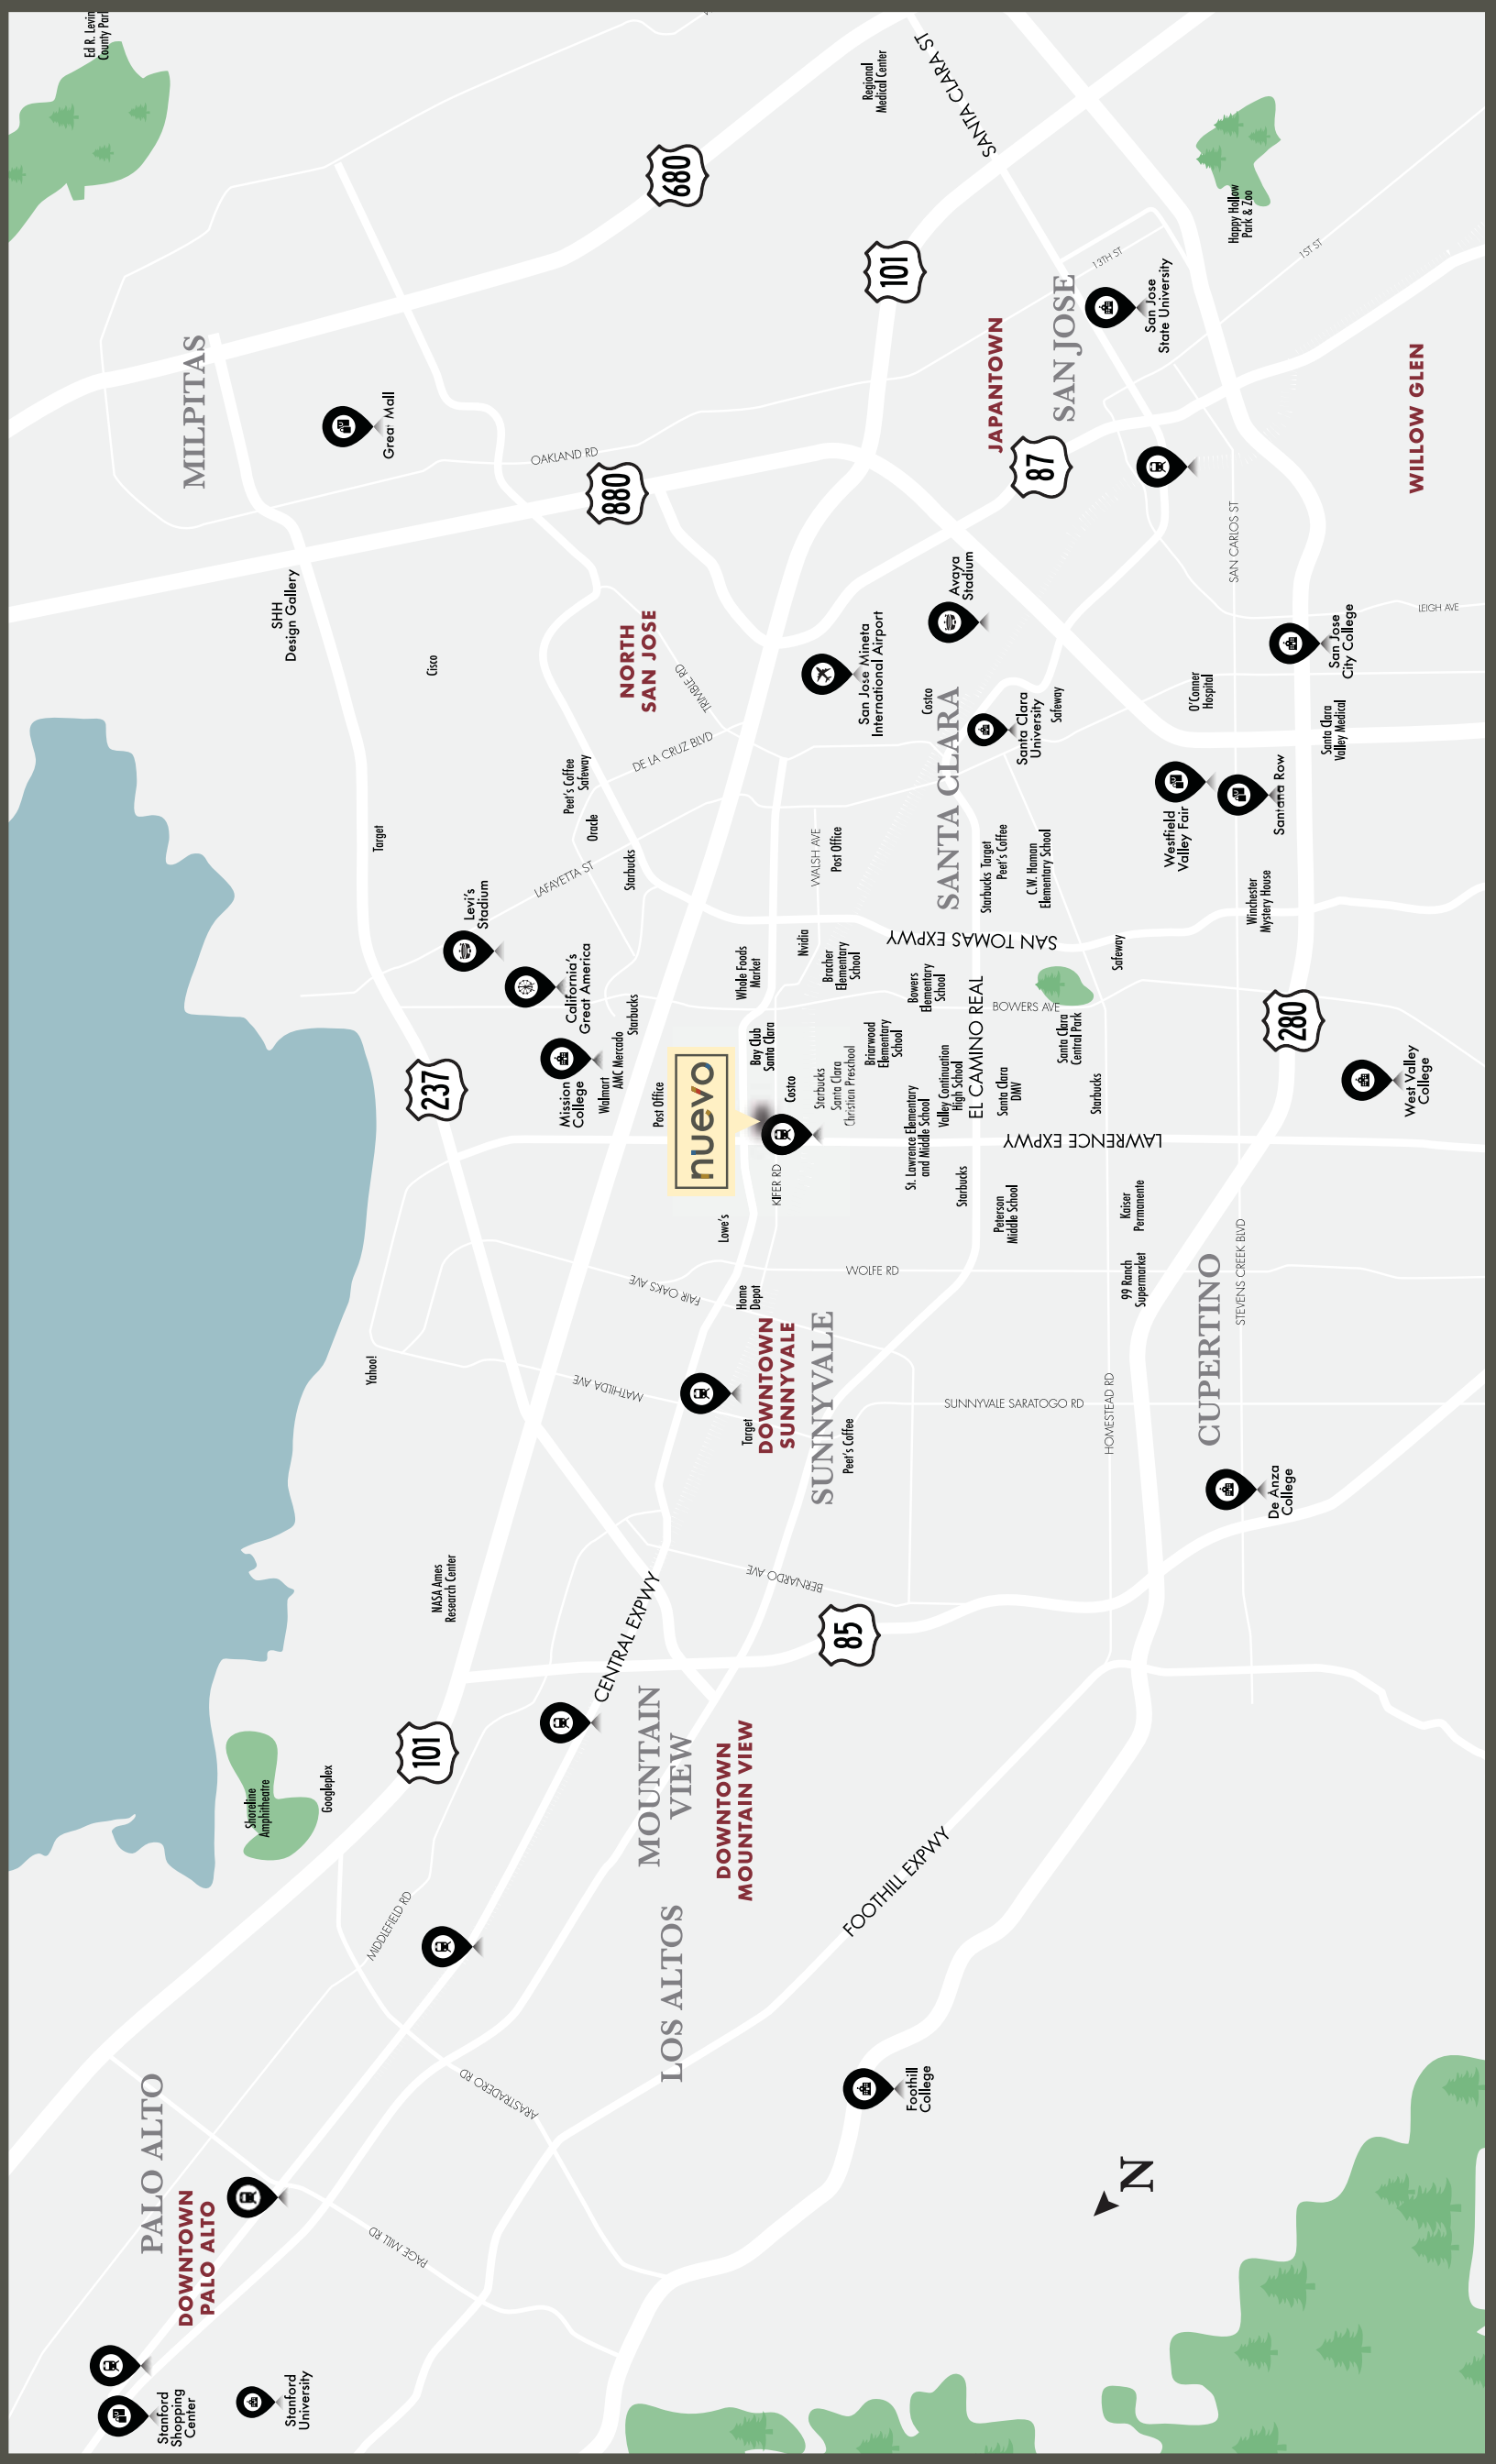 PALO ALTO
DOWNTOWN
PALO ALTO
Stanford
Shopping
Center
Stanford
University
PAGE MILL RD
ARASTRADERO RD
MIDDLEFIELD RD
LOS ALTOS
Foothill
College
N
FOOTHILL EXPWY
Shoreline
Amphitheatre
Googleplex
101
MOUNTAIN
VIEW
DOWNTOWN
MOUNTAIN VIEW
CENTRAL EXPWY
NASA Ames
Research Center
85
BERNARDO AVE
Yahoo!
MATHILDA AVE
FAIR OAKS AVE
Target
DOWNTOWN
SUNNYVALE
SUNNYVALE
Peet's Coffee
Home
Depot
Lowe's
WOLFE RD
SUNNYVALE SARATOGO RD
HOMESTEAD RD
CUPERTINO
De Anza
College
STEVENS CREEK BLVD
99 Ranch
Supermarket
Kaiser
Permanente
Peterson
Middle School
Starbucks
St. Lawrence Elementary
and Middle School
KIFER RD
nuevo
237
Post Office
Mission
College
Walmart
AMC Mercado
Starbucks
California's
Great America
Levi's
Stadium
Bay Club
Santa Clara
Costco
Starbucks
Santa Clara
Christian Preschool
Briarwood
Elementary
School
Valley Continuation
High School
EL CAMINO REAL
Santa Clara
DMV
LAWRENCE EXPWY
Starbucks
Santa Clara
Central Park
BOWERS AVE
Bowers
Elementary
School
Whole Foods
Market
Nvidia
Bracher
Elementary
School
SAN TOMAS EXPWY
Safeway
280
West Valley
College
Winchester
Mystery House
Target
LAFAYETTA ST
Starbucks
Oracle
Peet's Coffee
Safeway
DE LA CRUZ BLVD
TRIMBLE RD
WALSH AVE
Post Office
SANTA CLARA
Starbucks Target
Peet's Coffee
C.W. Haman
Elementary School
Westfield
Valley Fair
Santana Row
Costco
Santa Clara
University
Safeway
O'Conner
Hospital
Santa Clara
Valley Medical
San Jose
City College
LEIGH AVE
San Jose Mineta
International Airport
Avaya
Stadium
NORTH
SAN JOSE
Cisco
SHH
Design Gallery
880
OAKLAND RD
Great Mall
MILPITAS
Ed R. Levin
County Park
680
101
87
JAPANTOWN
SAN JOSE
SAN CARLOS ST
WILLOW GLEN
San Jose
State University
13TH ST
1ST ST
Happy Hollow
Park & Zoo
SANTA CLARA ST
Regional
Medical Center